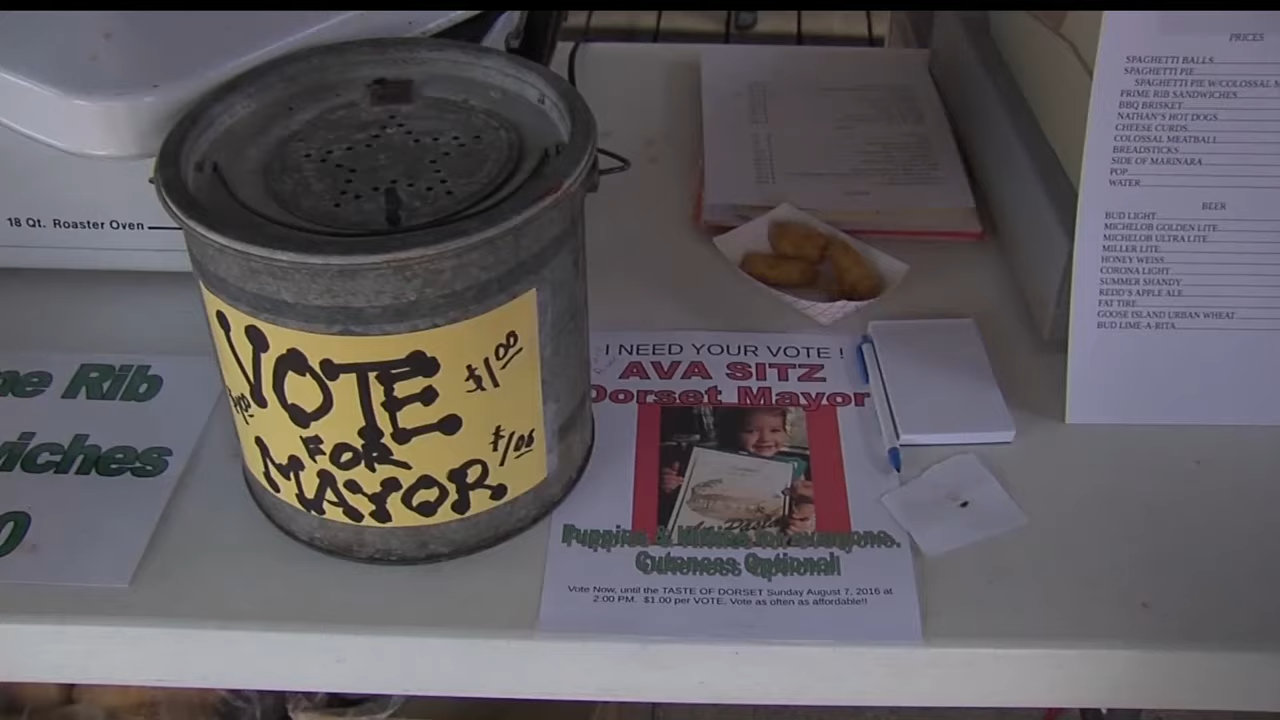 18 Qt. Roaster Oven
Rib
0
VOTE
FOR
MAYOR
$1.00
$1.00
I NEED YOUR VOTE !
AVA SITZ
Dorset Mayor
Puppies & Kitties for everyone.
Cuteness Optional!
Vote Now, until the TASTE OF DORSET Sunday August 7, 2016 at
2:00 PM. $1.00 per VOTE. Vote as often as affordable!!
PRICES
SPAGHETTI BALLS
SPAGHETTI PIE
SPAGHETTI PIE W/COLOSSAL M
PRIME RIB SANDWICHES
BBQ BRISKET
NATHAN'S HOT DOGS
CHEESE CURDS
COLOSSAL MEATBALL
BREADSTICKS
SIDE OF MARINARA
POP
WATER
BEER
BUD LIGHT
MICHELOB GOLDEN LITE
MICHELOB ULTRA LITE
MILLER LITE
HONEY WEISS
CORONA LIGHT
SUMMER SHANDY
REDD'S APPLE ALE
FAT TIRE
GOOSE ISLAND URBAN WHEAT
BUD LIME-A-RITA